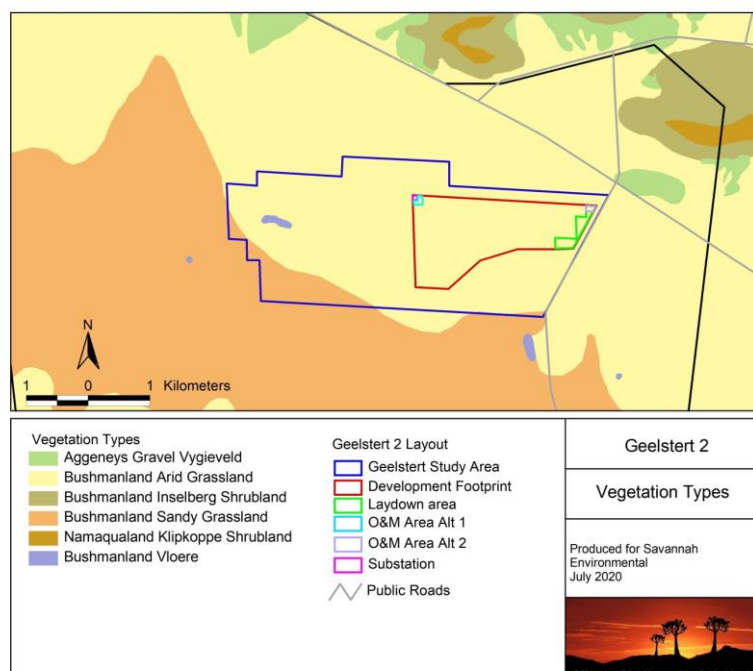 N
1 0 1 Kilometers
Vegetation Types
Aggeneys Gravel Vygieveld
Bushmanland Arid Grassland
Bushmanland Inselberg Shrubland
Bushmanland Sandy Grassland
Namaqualand Klipkoppe Shrubland
Bushmanland Vloere
Geelstert 2 Layout
Geelstert Study Area
Development Footprint
Laydown area
O&M Area Alt 1
O&M Area Alt 2
Substation
Public Roads
Geelstert 2
Vegetation Types
Produced for Savannah
Environmental
July 2020